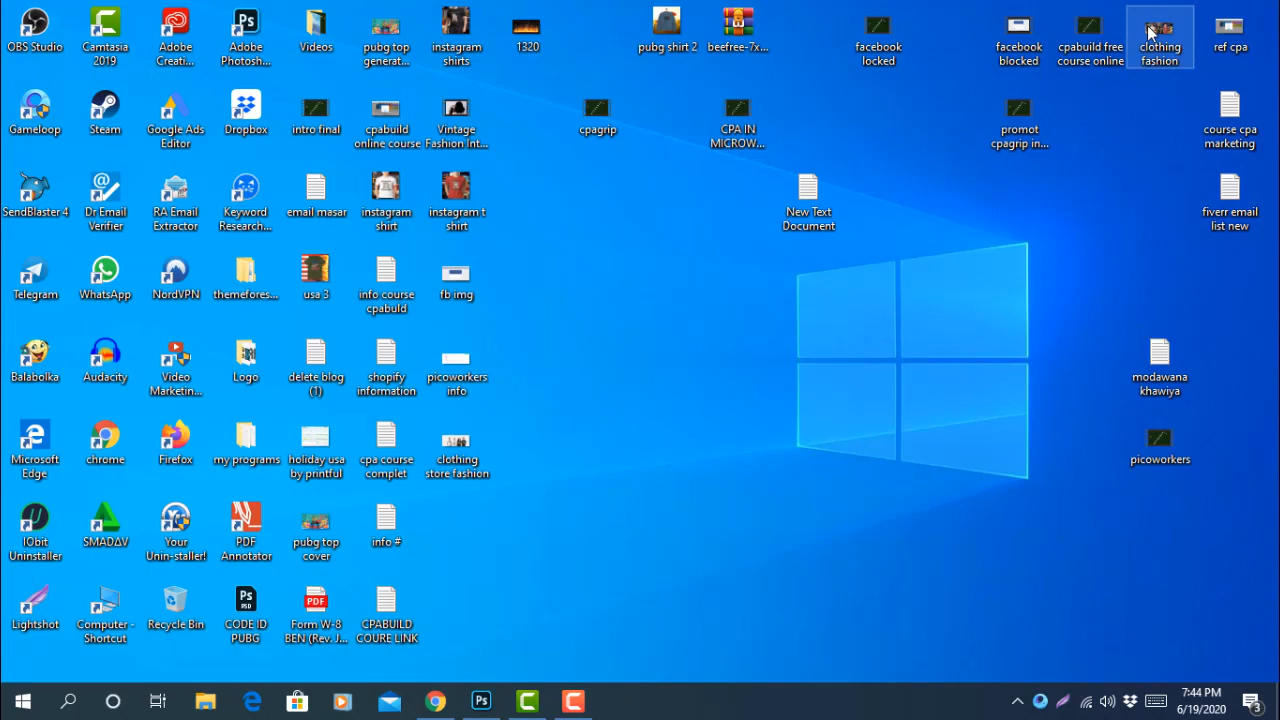 OBS Studio
Camtasia
2019
Adobe
Creati...
Adobe
Photosh...
Videos
pubg top
generat...
instagram
shirts
1320
pubg shirt 2
beefree-7x...
facebook
locked
facebook
blocked
cpabuild free
course online
clothing
fashion
ref cpa
Gameloop
Steam
Google Ads
Editor
Dropbox
intro final
cpabuild
online course
Vintage
Fashion Int...
cpagrip
CPA IN
MICROW...
promot
cpagrip in...
course cpa
marketing
SendBlaster 4
Dr Email
Verifier
RA Email
Extractor
Keyword
Research...
email masar
instagram
shirt
instagram t
shirt
New Text
Document
fiverr email
list new
Telegram
WhatsApp
NordVPN
themefores...
usa 3
info course
cpabuld
fb img
Balabolka
Audacity
Video
Marketin...
Logo
delete blog
(1)
shopify
information
picoworkers
info
modawana
khawiya
Microsoft
Edge
chrome
Firefox
my programs
holiday usa
by printful
cpa course
complet
clothing
store fashion
picoworkers
IObit
Uninstaller
SMADΔV
Your
Unin-staller!
PDF
Annotator
pubg top
cover
info #
Lightshot
Computer -
Shortcut
Recycle Bin
CODE ID
PUBG
Form W-8
BEN (Rev. J...
CPABUILD
COURE LINK
7:44 PM
6/19/2020
3